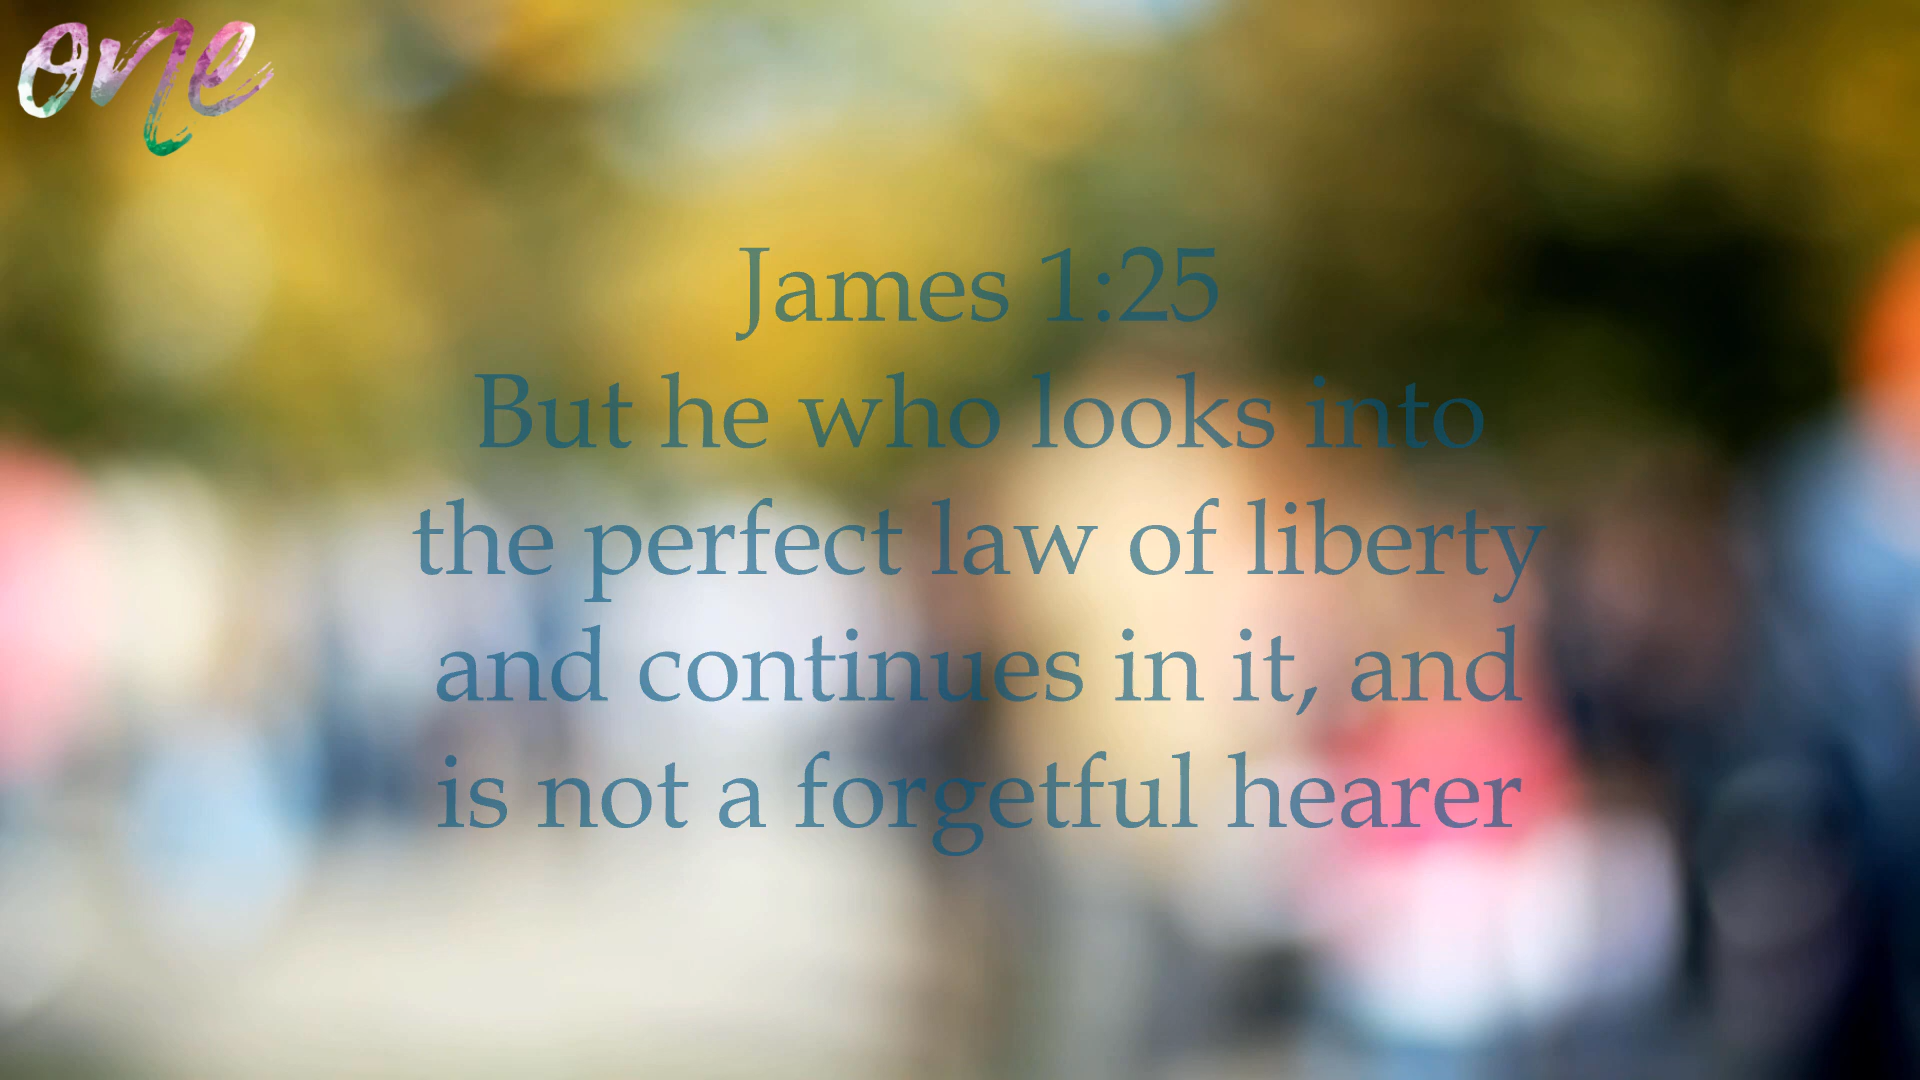 one
James 1:25
But he who looks into
the perfect law of liberty
and continues in it, and
is not a forgetful hearer